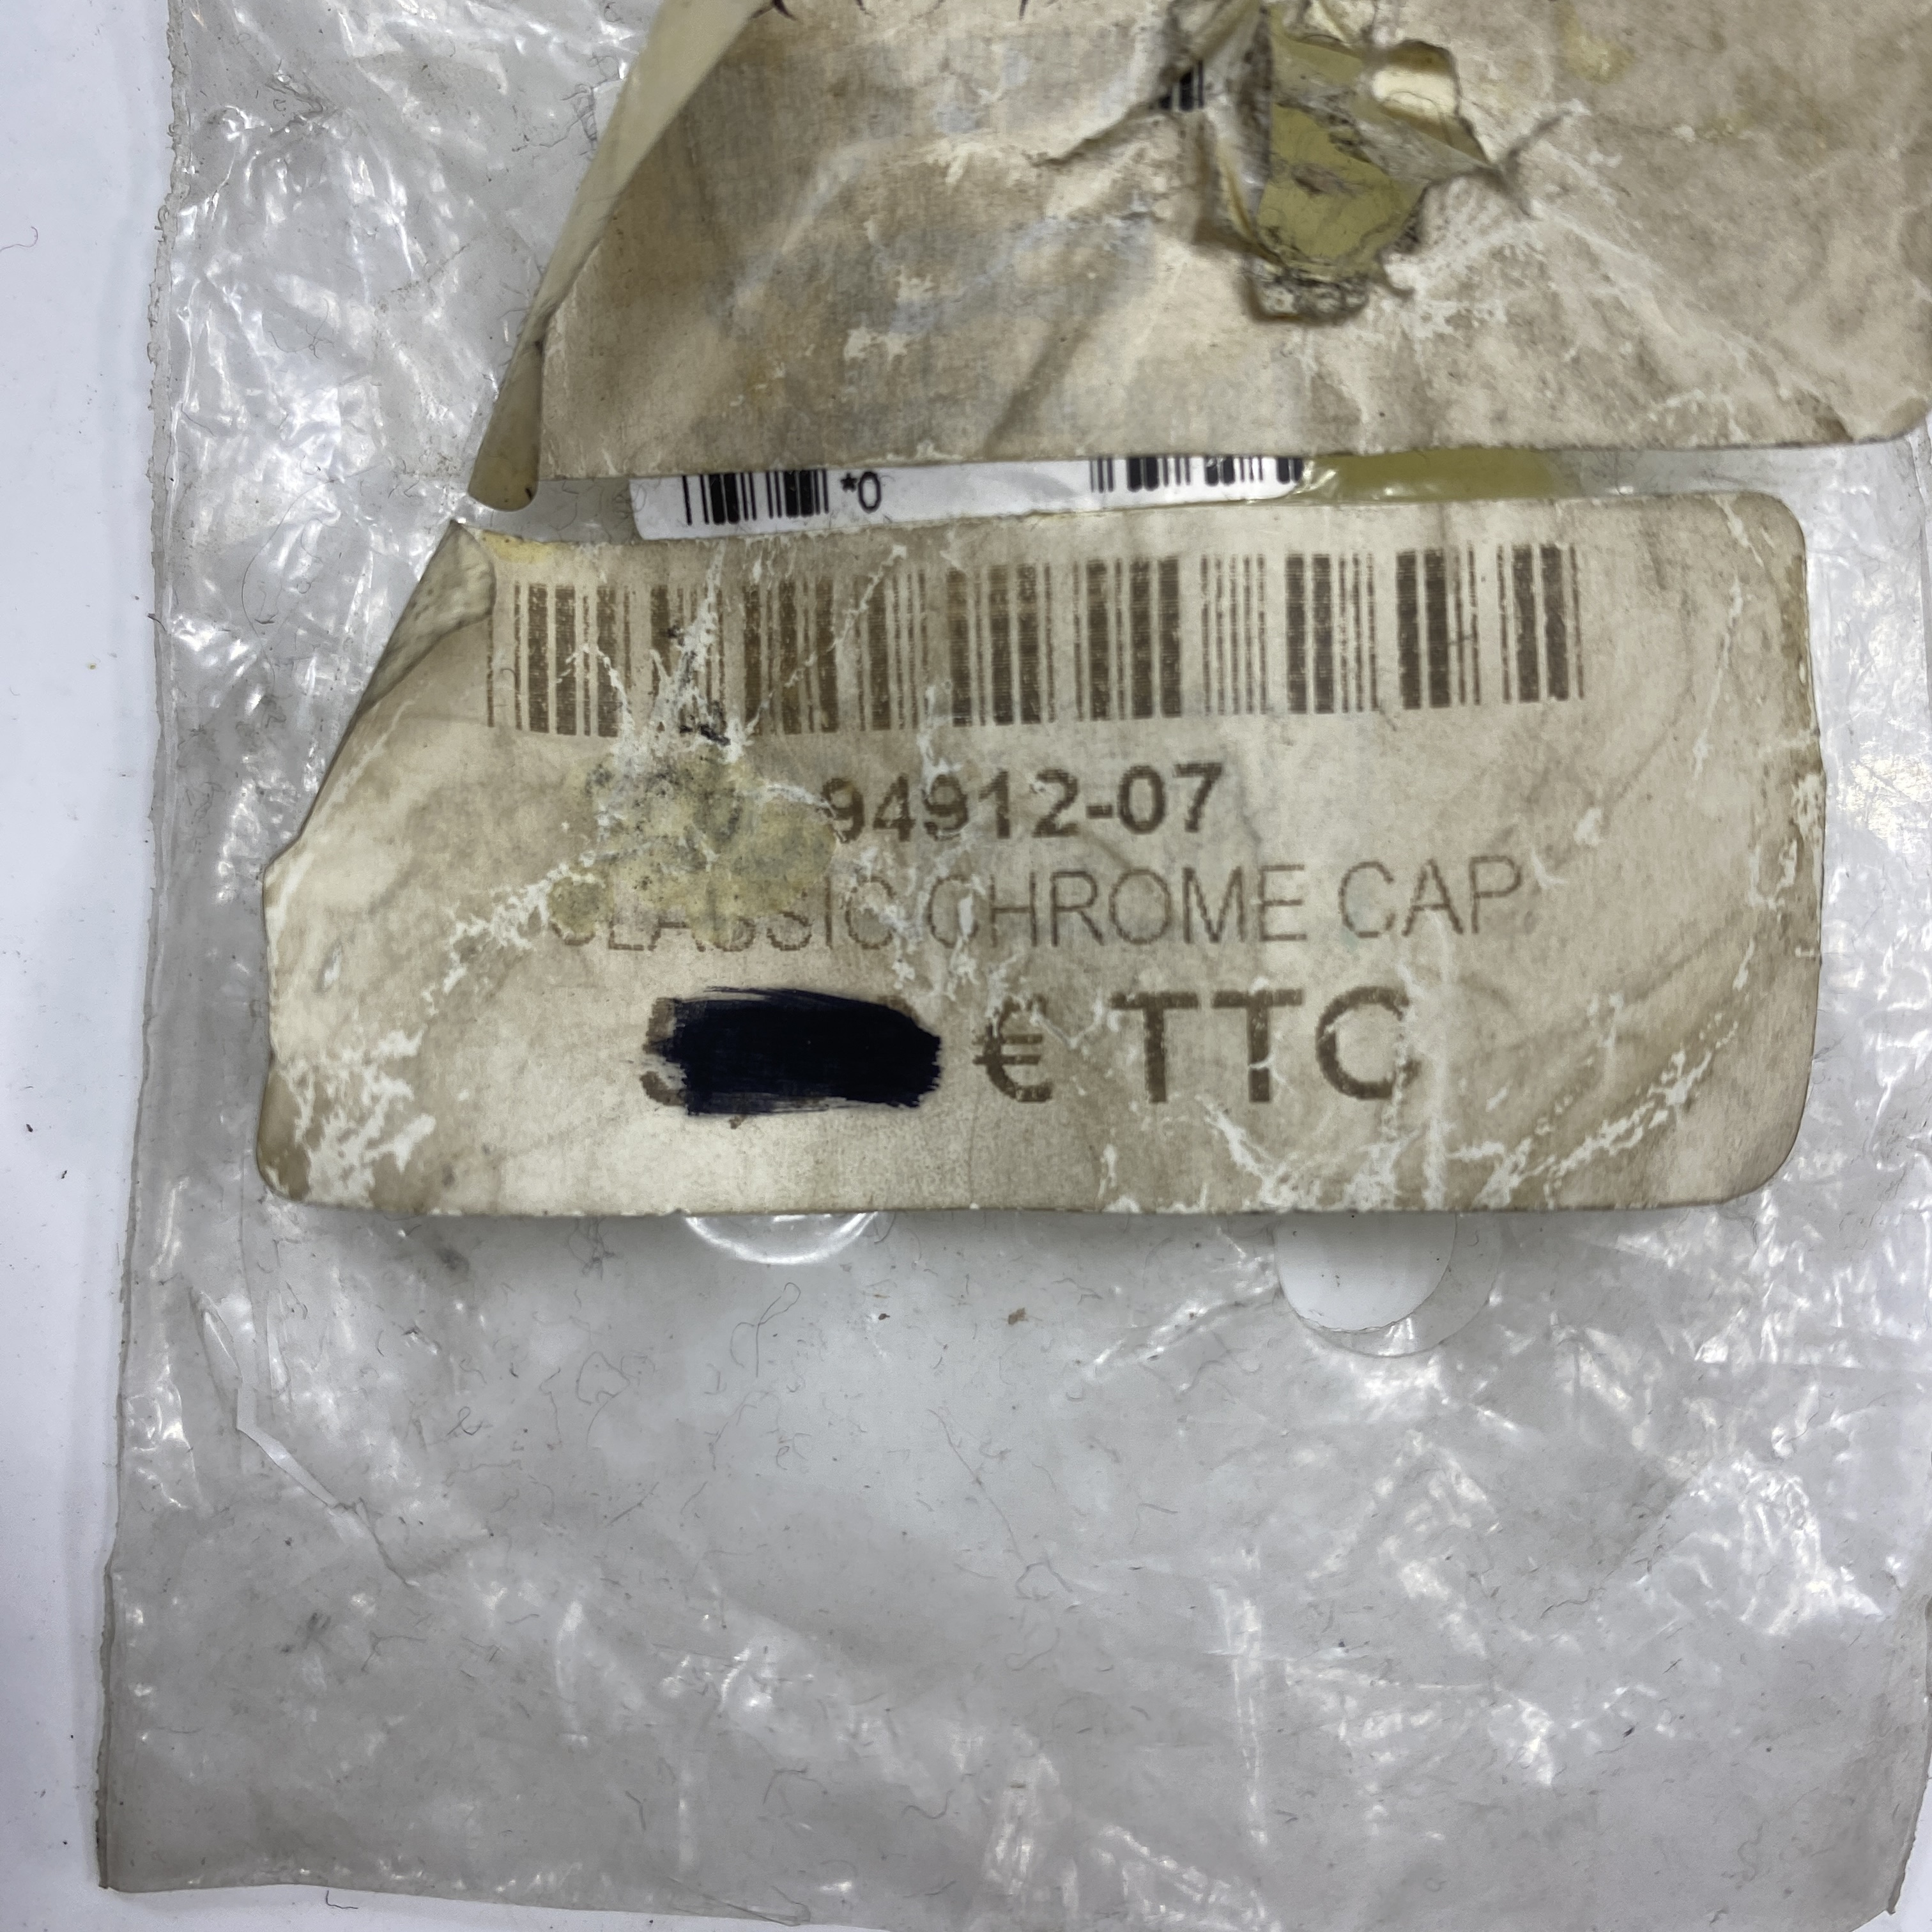 *0
94912-07
CLASSIC CHROME CAP
€ TTC